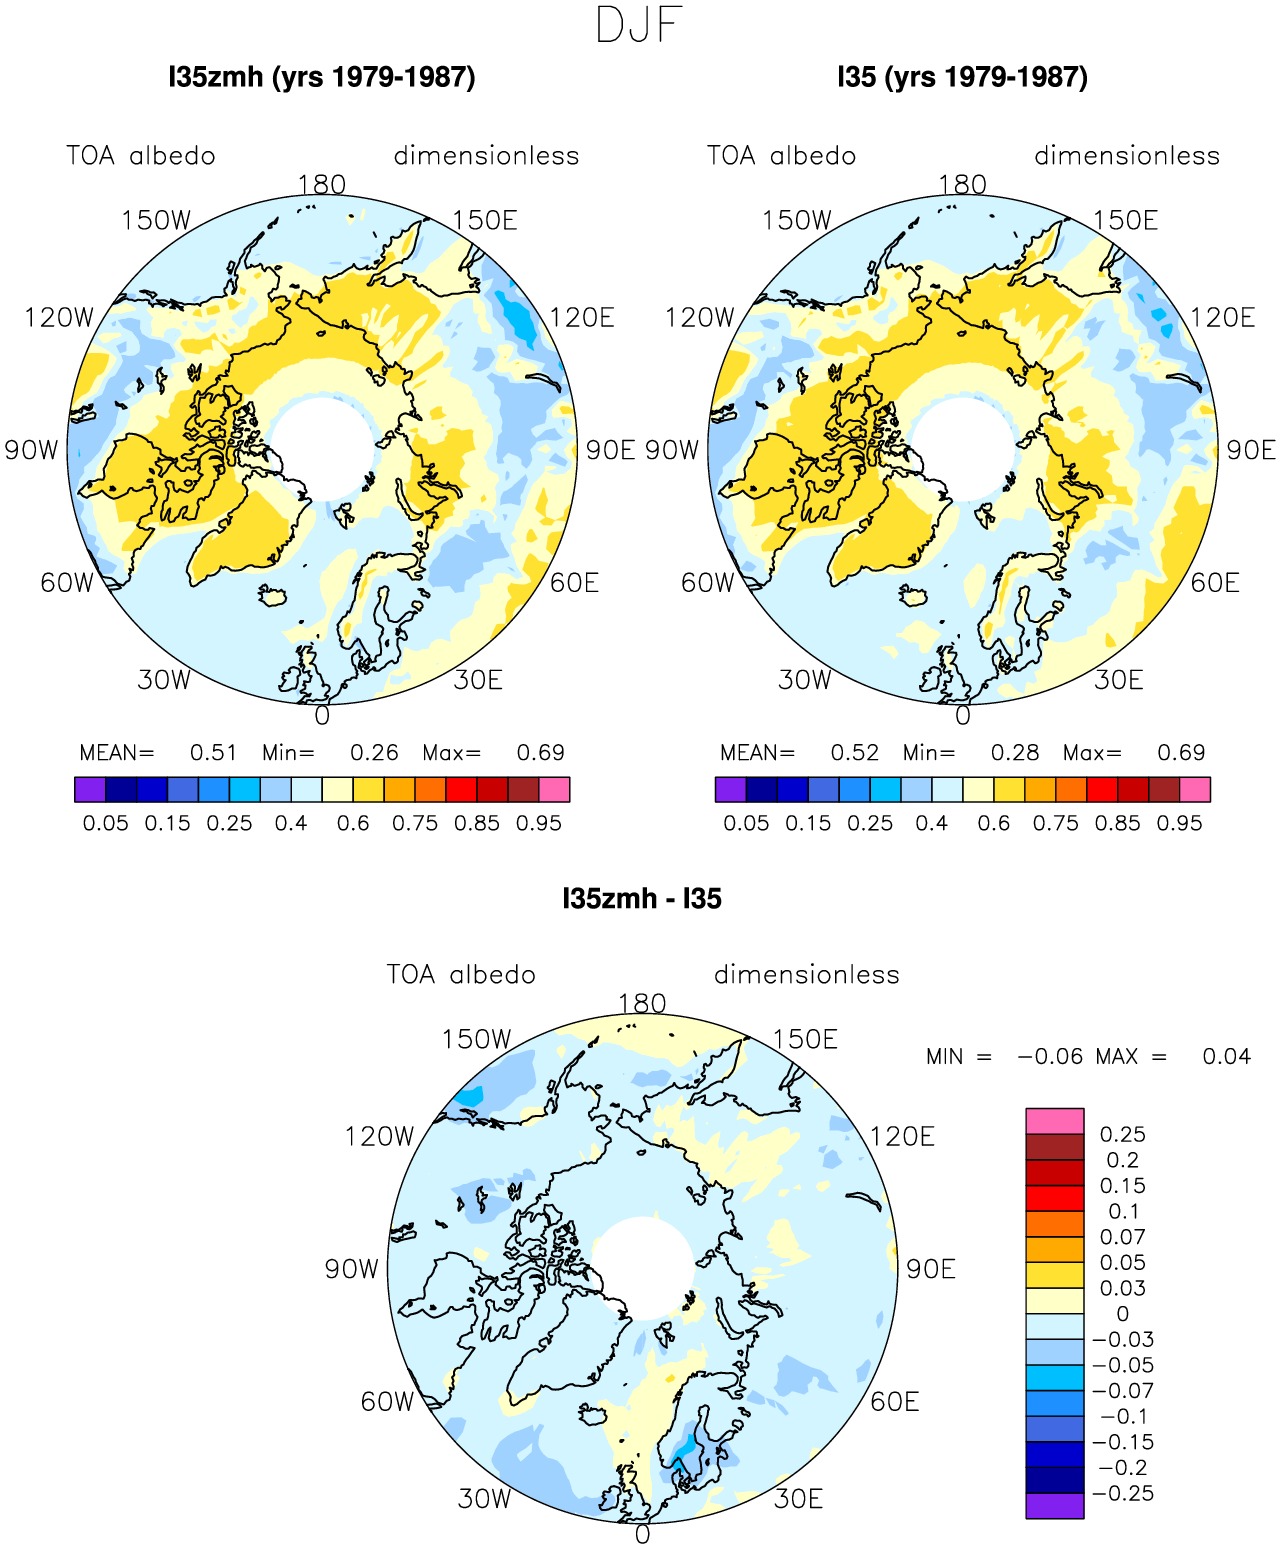 DJF
I35zmh (yrs 1979-1987)
I35 (yrs 1979-1987)
TOA albedo dimensionless
TOA albedo dimensionless
180
180
150W 150E
150W 150E
120W 120E
120W 120E
90W 90E
90W 90E
60W 60E
60W 60E
30W 30E
30W 30E
0
0
MEAN= 0.51 Min= 0.26 Max= 0.69
MEAN= 0.52 Min= 0.28 Max= 0.69
0.05 0.15 0.25 0.4 0.6 0.75 0.85 0.95
0.05 0.15 0.25 0.4 0.6 0.75 0.85 0.95
I35zmh - I35
TOA albedo dimensionless
180
150W 150E
MIN = −0.06 MAX = 0.04
120W 120E
90W 90E
60W 60E
30W 30E
0
0.25
0.2
0.15
0.1
0.07
0.05
0.03
0
−0.03
−0.05
−0.07
−0.1
−0.15
−0.2
−0.25